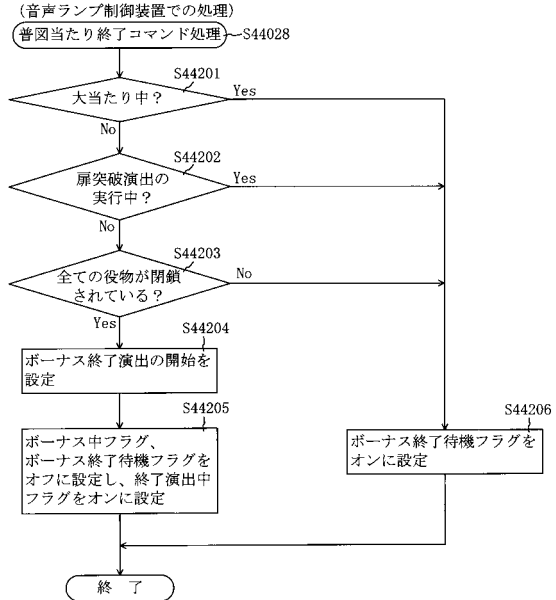 (音声ランプ制御装置での処理)
普図当たり終了コマンド処理
S44028
S44201
大当たり中？
Yes
No
S44202
扉突破演出の
実行中？
Yes
No
S44203
全ての役物が閉鎖
されている？
No
Yes
S44204
ボーナス終了演出の開始を
設定
S44205
ボーナス中フラグ、
ボーナス終了待機フラグを
オフに設定し、終了演出中
フラグをオンに設定
S44206
ボーナス終了待機フラグを
オンに設定
終 了